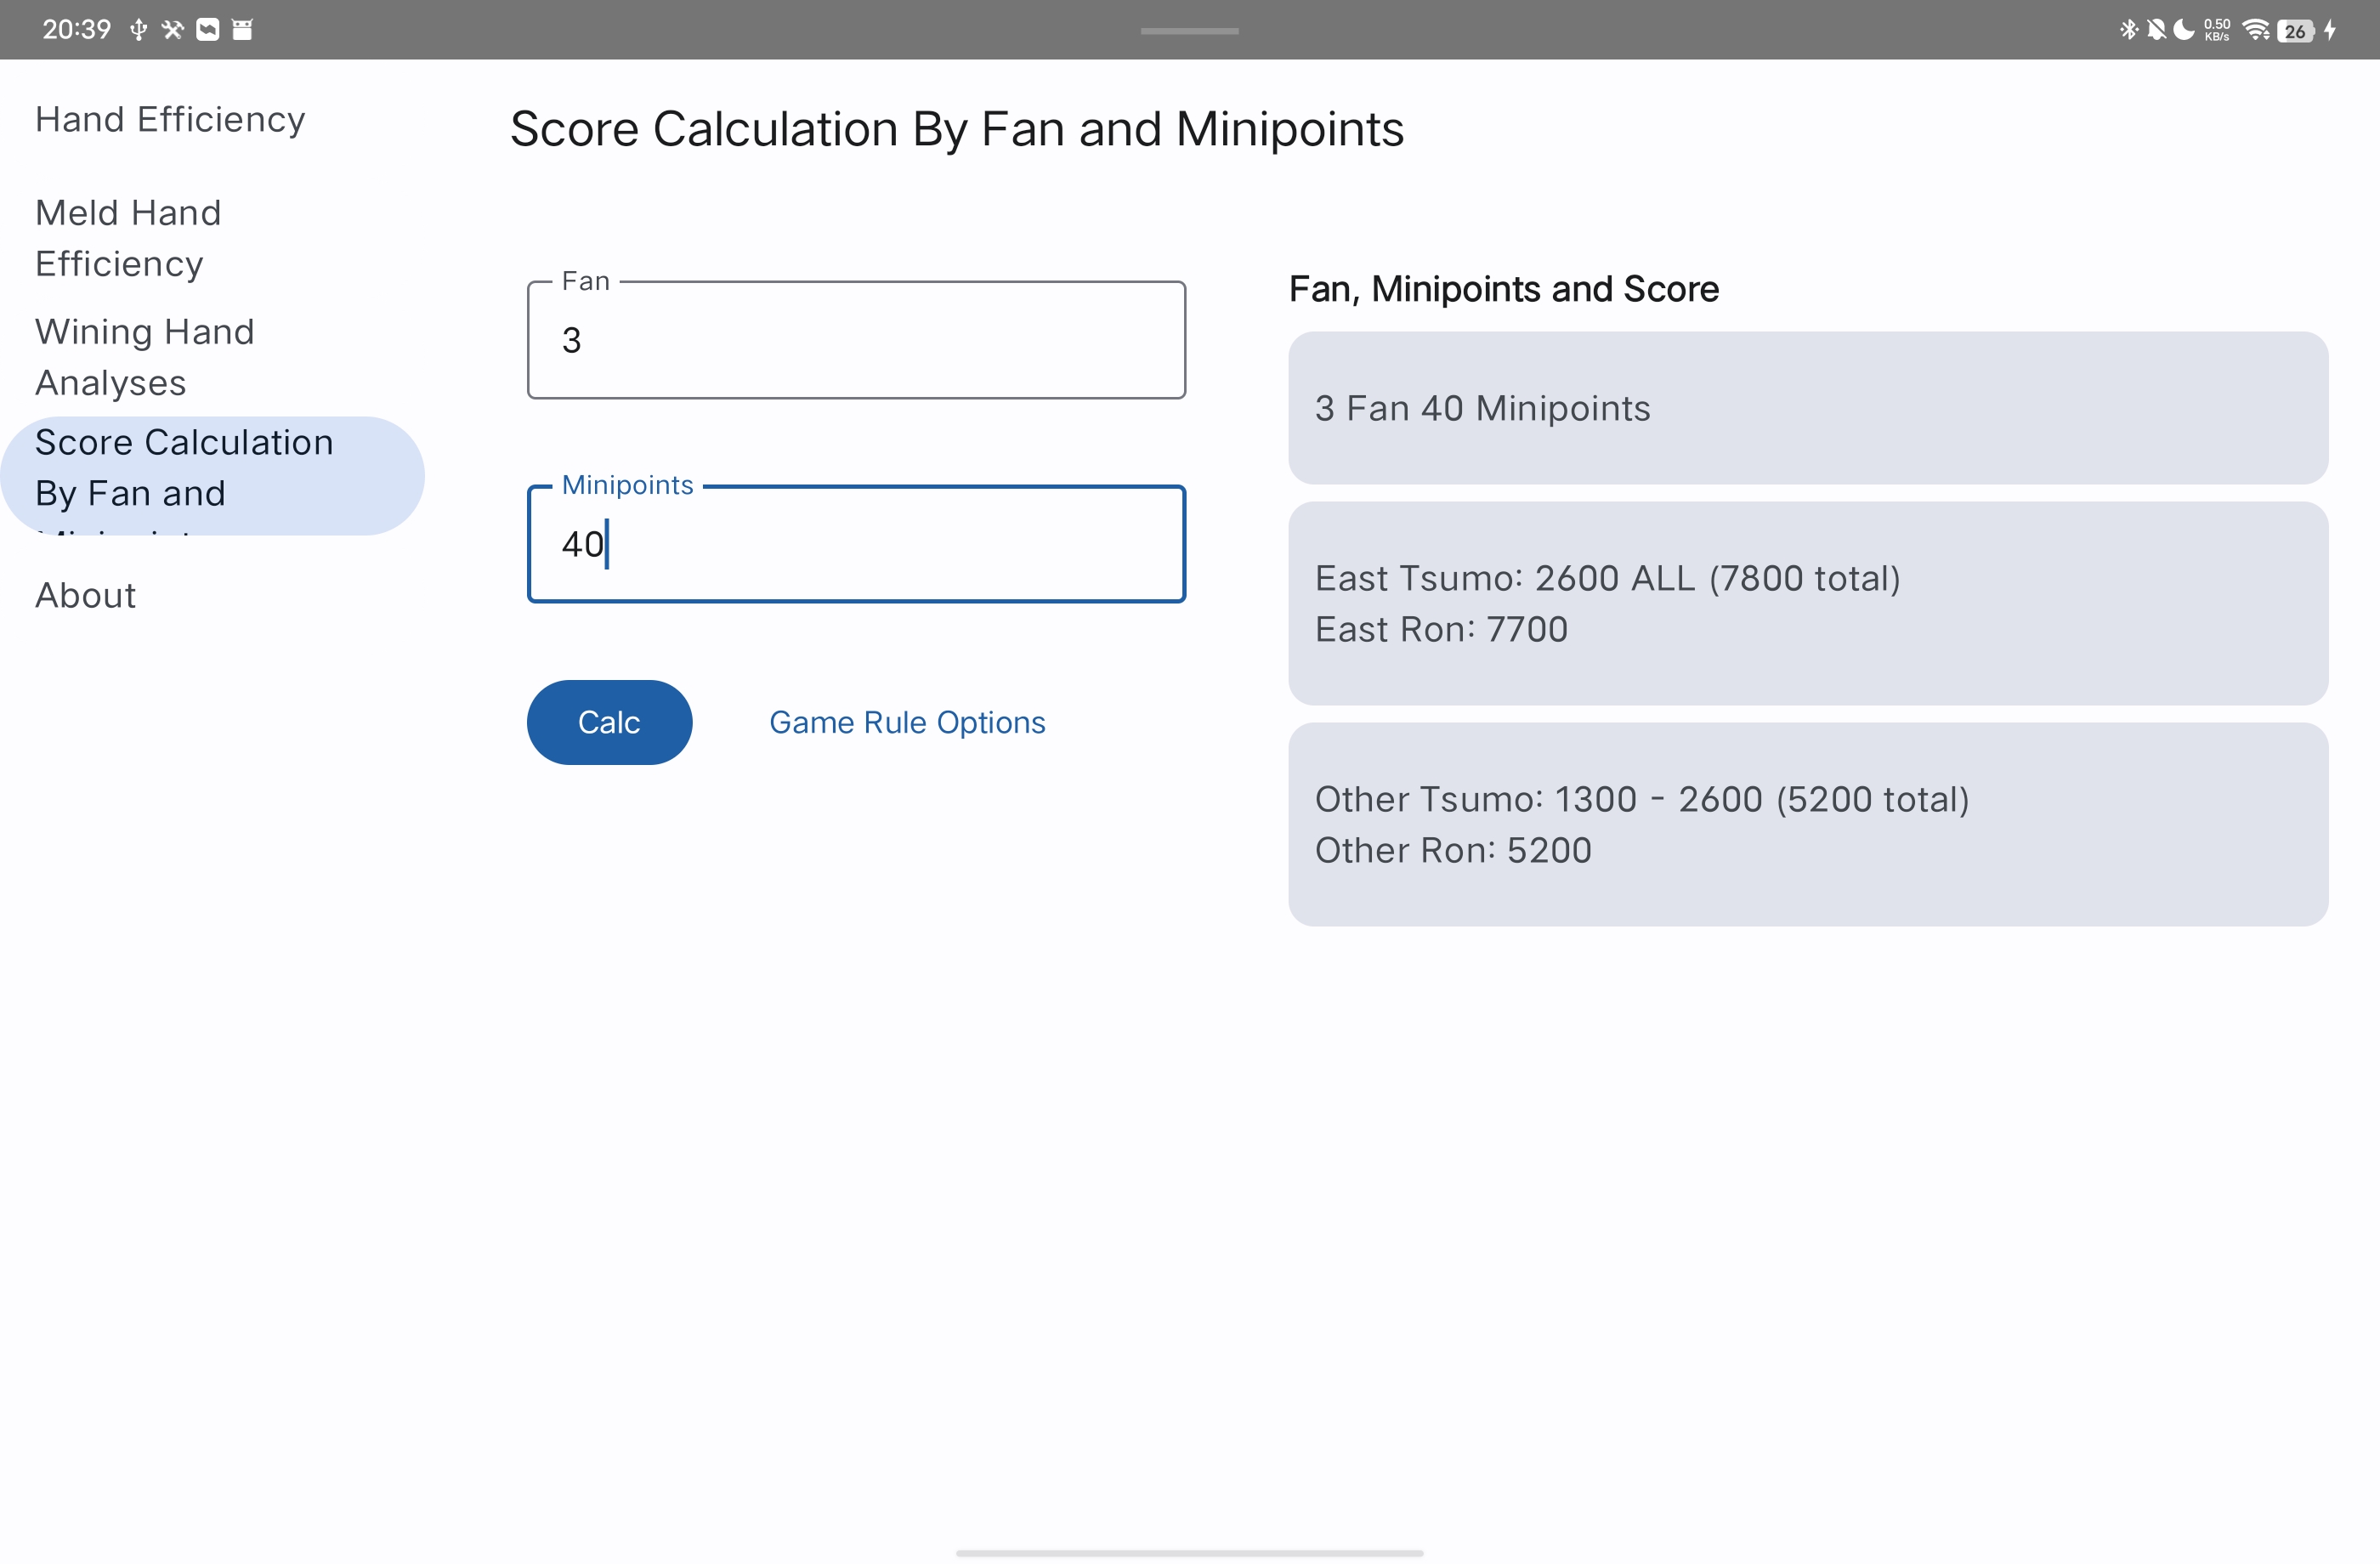 20:39
0.50
KB/s
26
Hand Efficiency
Meld Hand
Efficiency
Wining Hand
Analyses
Score Calculation
By Fan and
About
Score Calculation By Fan and Minipoints
Fan
3
Minipoints
40
Calc
Game Rule Options
Fan, Minipoints and Score
3 Fan 40 Minipoints
East Tsumo: 2600 ALL (7800 total)
East Ron: 7700
Other Tsumo: 1300 - 2600 (5200 total)
Other Ron: 5200